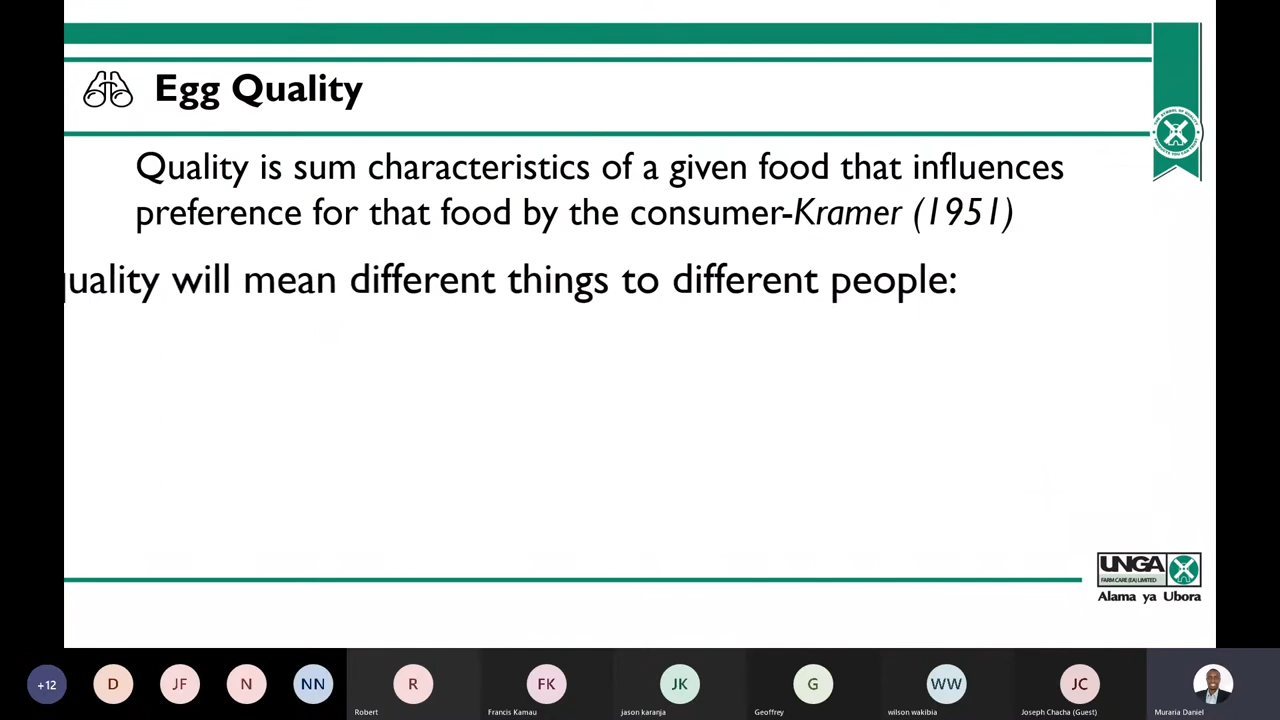 Egg Quality
Quality is sum characteristics of a given food that influences
preference for that food by the consumer-Kramer (1951)
quality will mean different things to different people:
UNGA
FARM CARE (EA) LIMITED
Alama ya Ubora
+12
D
JF
N
NN
R
FK
JK
G
WW
JC
Robert
Francis Kamau
jason karanja
Geoffrey
wilson wakibia
Joseph Chacha (Guest)
Muraria Daniel